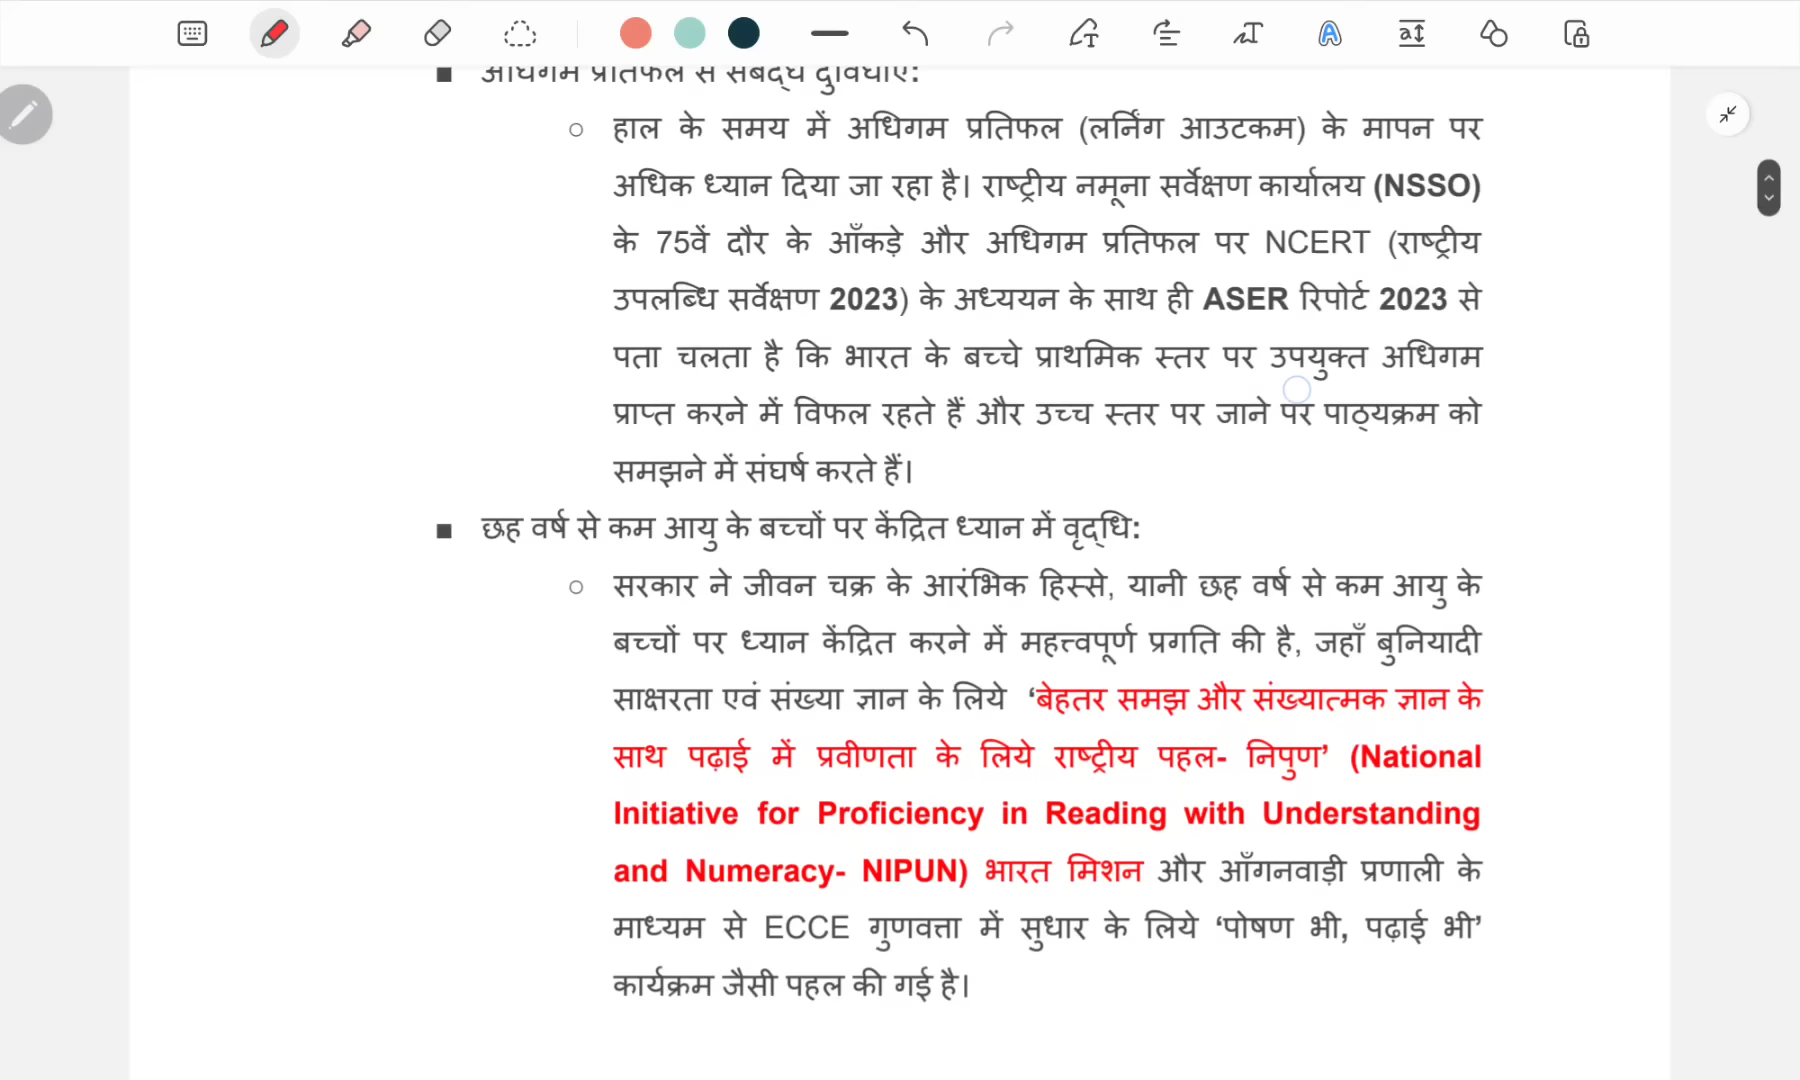 अधिगम प्रतिफल से संबद्ध दुविधाएँ:
हाल के समय में अधिगम प्रतिफल (लर्निंग आउटकम) के मापन पर
अधिक ध्यान दिया जा रहा है। राष्ट्रीय नमूना सर्वेक्षण कार्यालय (NSSO)
के 75वें दौर के आँकड़े और अधिगम प्रतिफल पर NCERT (राष्ट्रीय
उपलब्धि सर्वेक्षण 2023) के अध्ययन के साथ ही ASER रिपोर्ट 2023 से
पता चलता है कि भारत के बच्चे प्राथमिक स्तर पर उपयुक्त अधिगम
प्राप्त करने में विफल रहते हैं और उच्च स्तर पर जाने पर पाठ्यक्रम को
समझने में संघर्ष करते हैं।
छह वर्ष से कम आयु के बच्चों पर केंद्रित ध्यान में वृद्धि:
सरकार ने जीवन चक्र के आरंभिक हिस्से, यानी छह वर्ष से कम आयु के
बच्चों पर ध्यान केंद्रित करने में महत्त्वपूर्ण प्रगति की है, जहाँ बुनियादी
साक्षरता एवं संख्या ज्ञान के लिये ‘बेहतर समझ और संख्यात्मक ज्ञान के
साथ पढ़ाई में प्रवीणता के लिये राष्ट्रीय पहल- निपुण’ (National
Initiative for Proficiency in Reading with Understanding
and Numeracy- NIPUN) भारत मिशन और आँगनवाड़ी प्रणाली के
माध्यम से ECCE गुणवत्ता में सुधार के लिये ‘पोषण भी, पढ़ाई भी’
कार्यक्रम जैसी पहल की गई है।